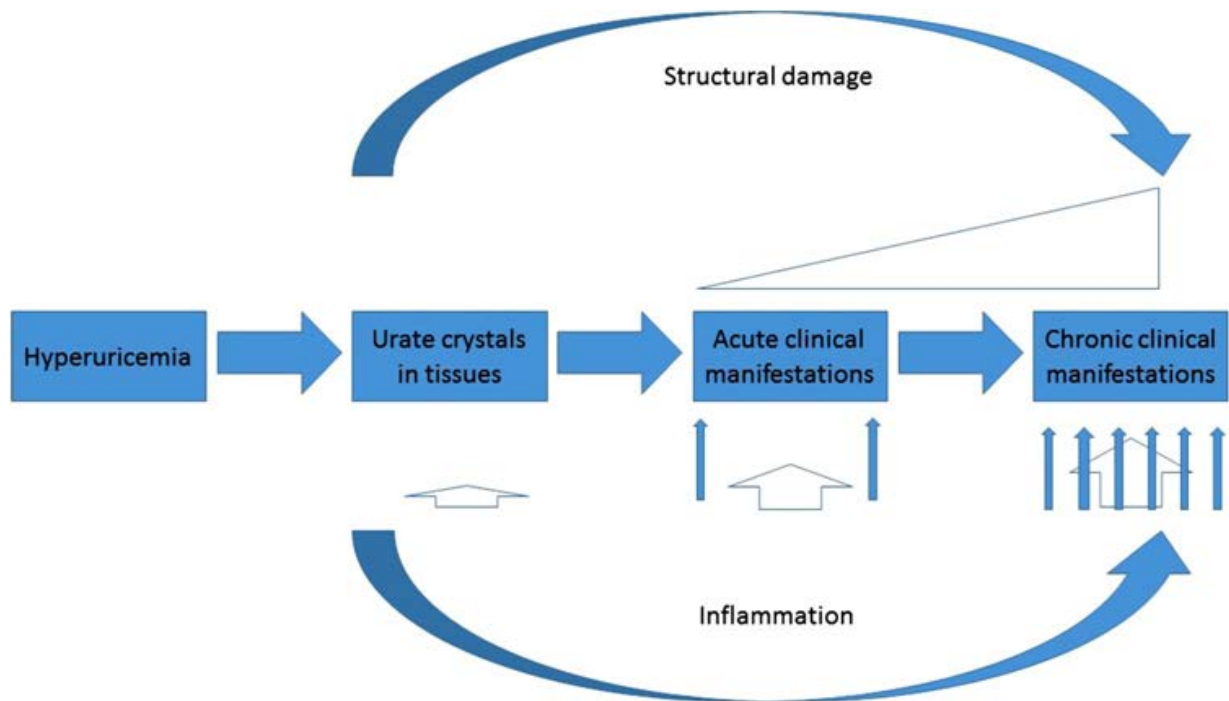 Structural damage
Hyperuricemia
Urate crystals
in tissues
Acute clinical
manifestations
Chronic clinical
manifestations
Inflammation